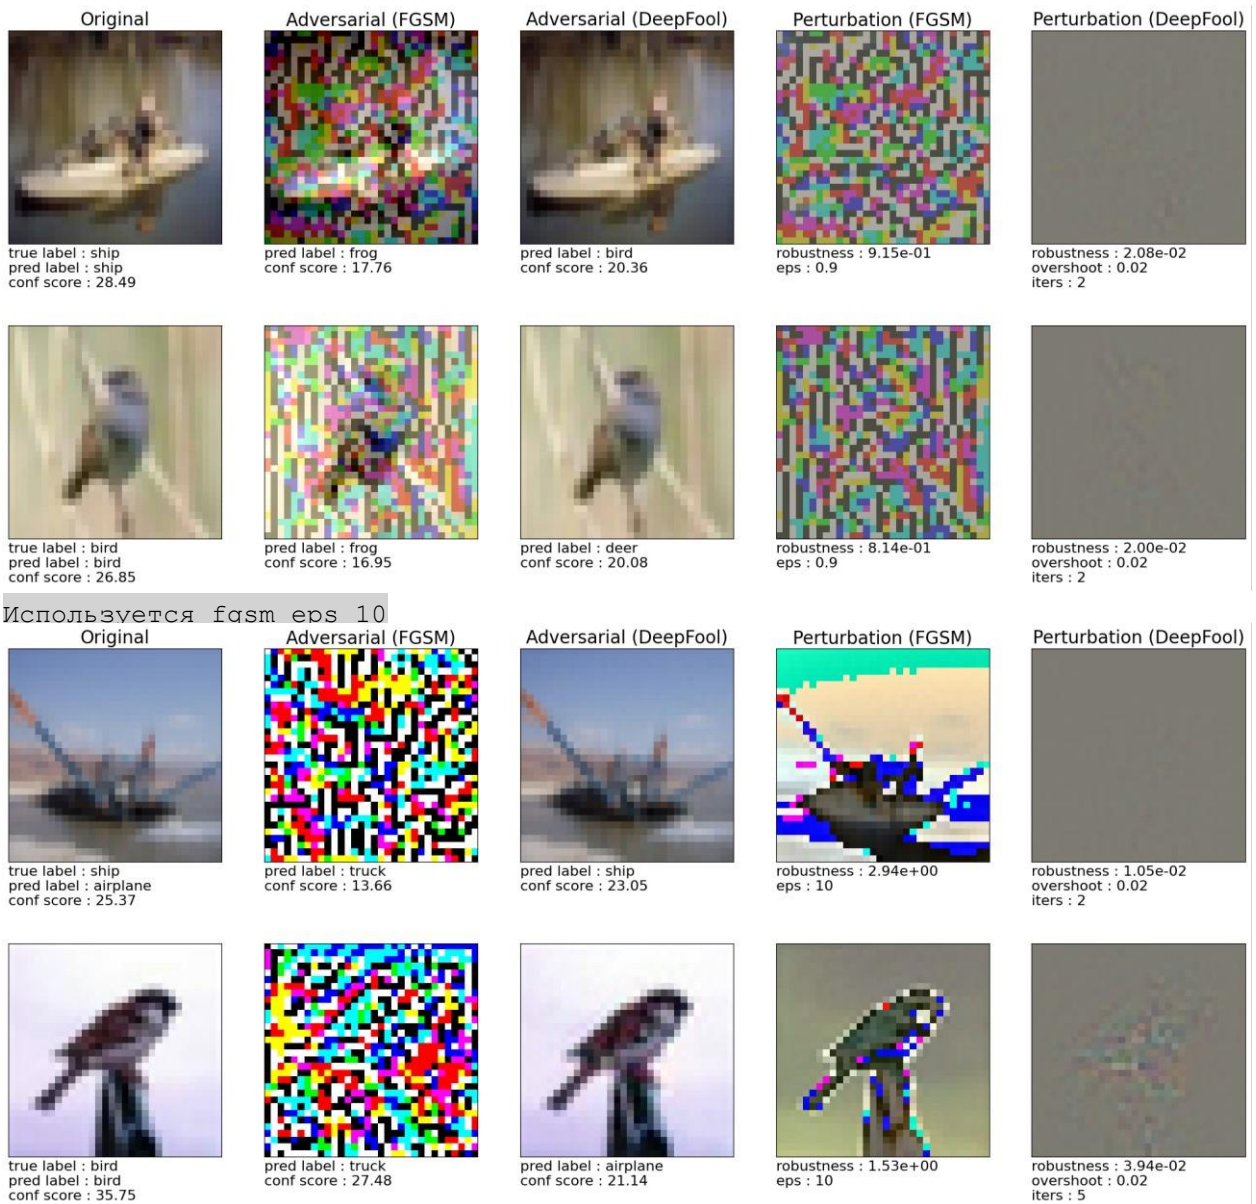 Original Adversarial (FGSM) Adversarial (DeepFool) Perturbation (FGSM) Perturbation (DeepFool)
true label : ship pred label : frog pred label : bird robustness : 9.15e-01 robustness : 2.08e-02
pred label : ship conf score : 17.76 conf score : 20.36 eps : 0.9 overshoot : 0.02
conf score : 28.49 iters : 2
true label : bird pred label : frog pred label : deer robustness : 8.14e-01 robustness : 2.00e-02
pred label : bird conf score : 16.95 conf score : 20.08 eps : 0.9 overshoot : 0.02
conf score : 26.85 iters : 2
Используется fgsm eps 10
Original Adversarial (FGSM) Adversarial (DeepFool) Perturbation (FGSM) Perturbation (DeepFool)
true label : ship pred label : truck pred label : ship robustness : 2.94e+00 robustness : 1.05e-02
pred label : airplane conf score : 13.66 conf score : 23.05 eps : 10 overshoot : 0.02
conf score : 25.37 iters : 2
true label : bird pred label : truck pred label : airplane robustness : 1.53e+00 robustness : 3.94e-02
pred label : bird conf score : 27.48 conf score : 21.14 eps : 10 overshoot : 0.02
conf score : 35.75 iters : 5